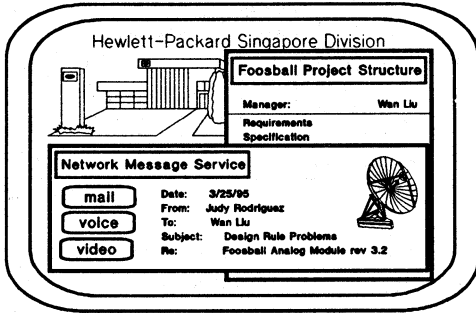 Hewlett-Packard Singapore Division
Foosball Project Structure
Manager: Wan Liu
Requirements
Specification
Network Message Service
mail
voice
video
Date: 3/25/95
From: Judy Rodriguez
To: Wan Liu
Subject: Design Rule Problems
Re: Foosball Analog Module rev 3.2